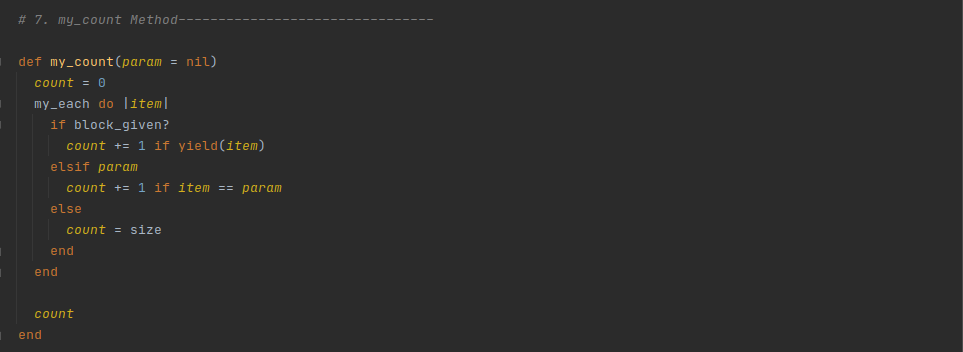 # 7. my_count Method--------------------------------
def my_count(param = nil)
  count = 0
  my_each do |item|
    if block_given?
      count += 1 if yield(item)
    elsif param
      count += 1 if item == param
    else
      count = size
    end
  end
  count
end